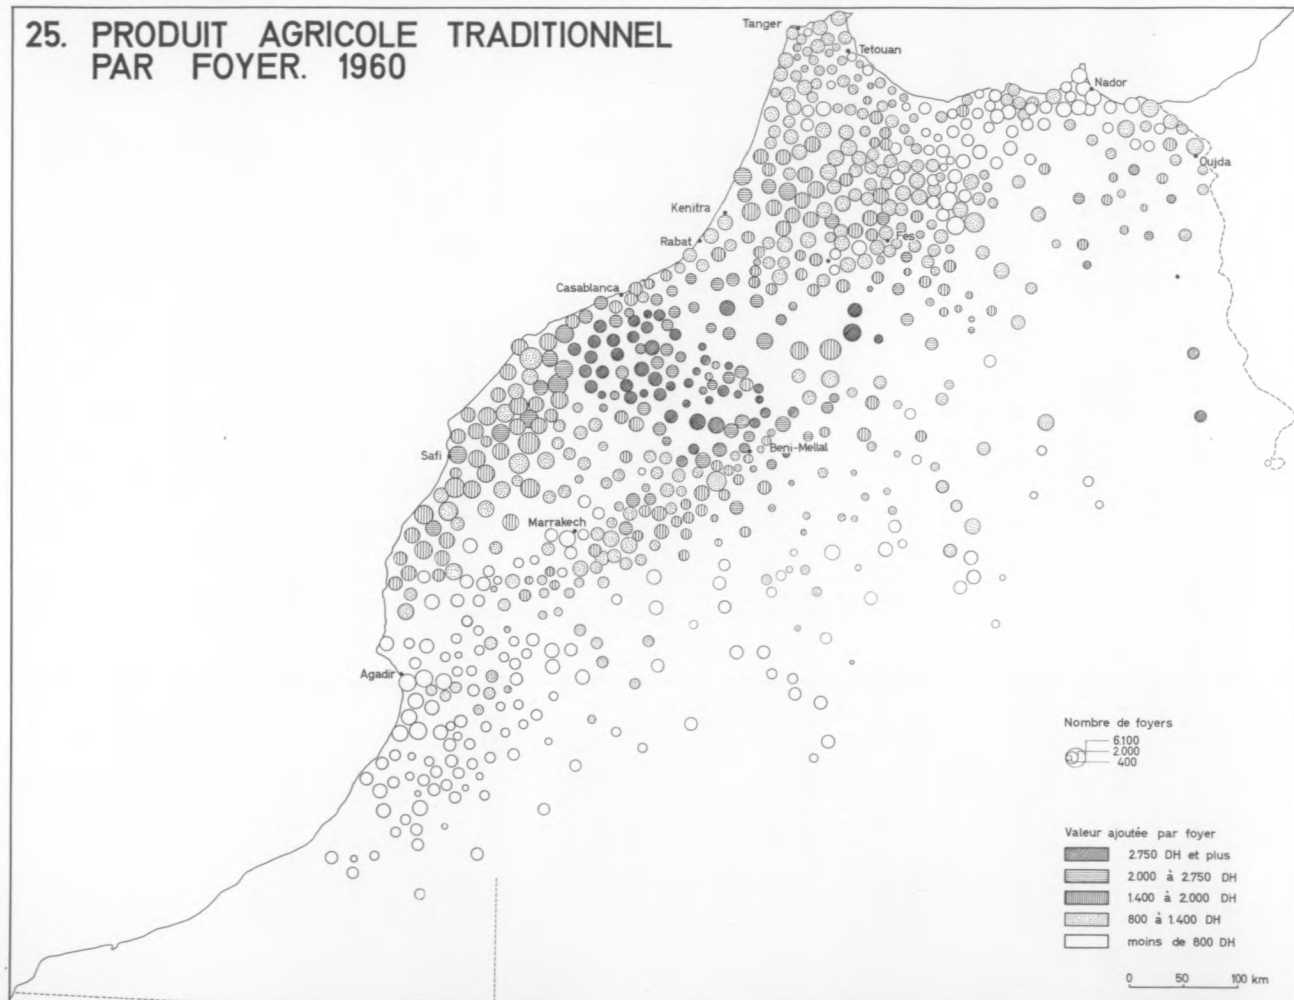 25. PRODUIT AGRICOLE TRADITIONNEL
PAR FOYER. 1960
Tanger
Tetouan
Nador
Oujda
Kenitra
Rabat
Fes
Casablanca
Safi
Beni-Mellal
Marrakech
Agadir
Nombre de foyers
6.100
2.000
400
Valeur ajoutée par foyer
2.750 DH et plus
2.000 à 2.750 DH
1.400 à 2.000 DH
800 à 1.400 DH
moins de 800 DH
0 50 100 km